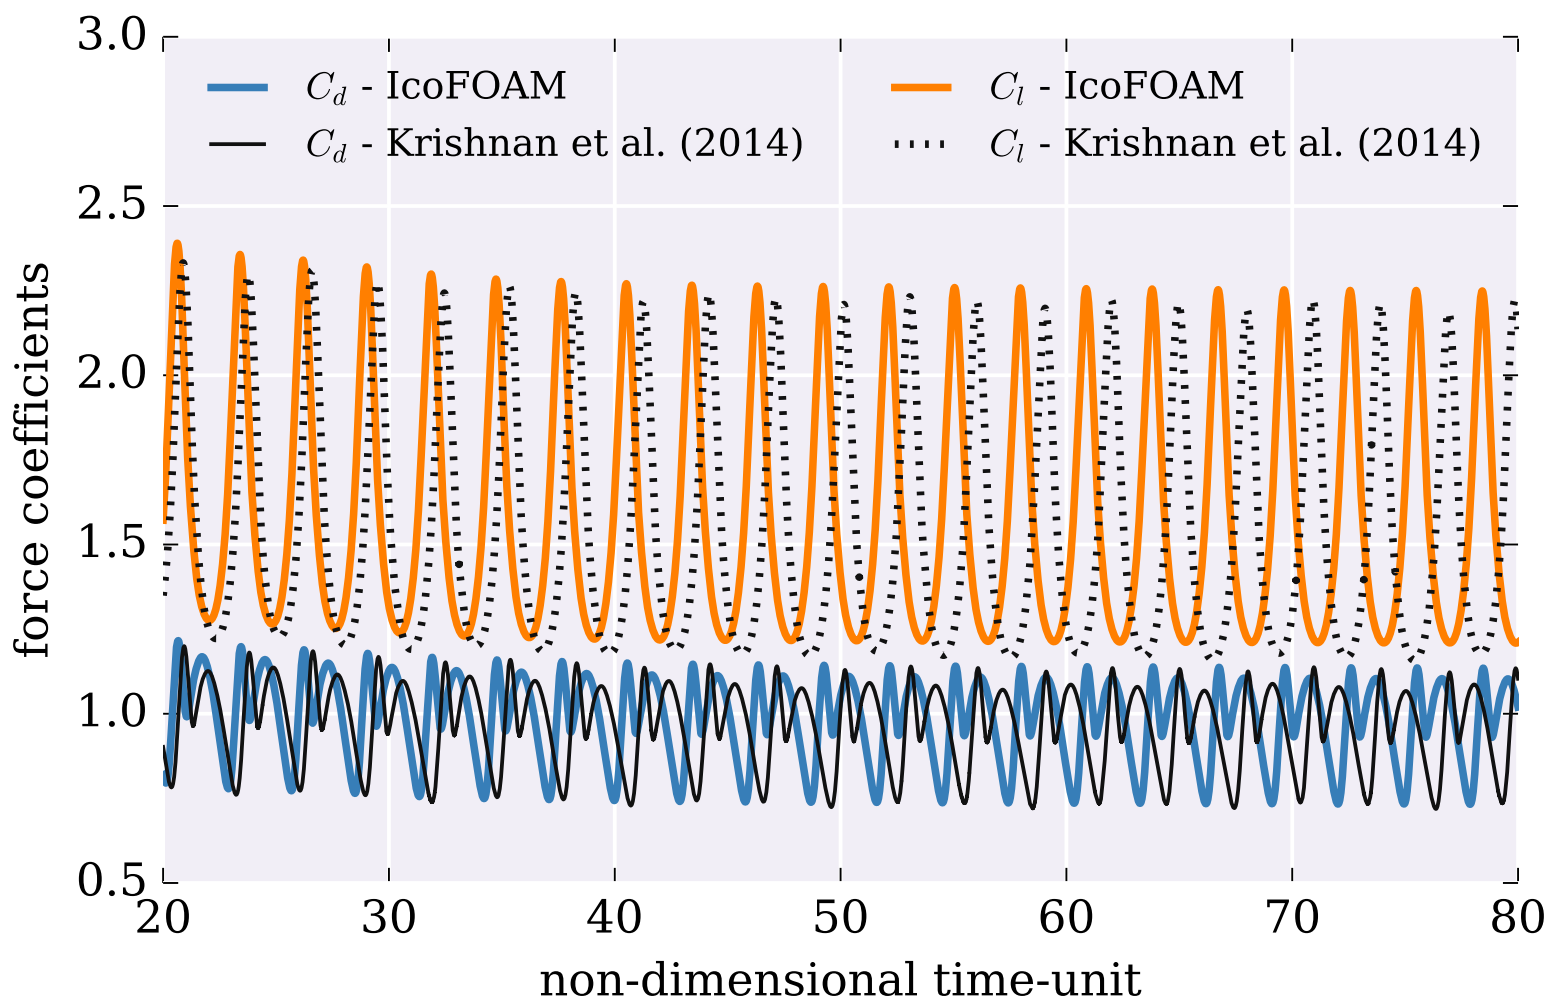 3.0
C_d - IcoFOAM
C_l - IcoFOAM
C_d - Krishnan et al. (2014)
C_l - Krishnan et al. (2014)
2.5
2.0
1.5
1.0
0.5
force coefficients
20 30 40 50 60 70 80
non-dimensional time-unit